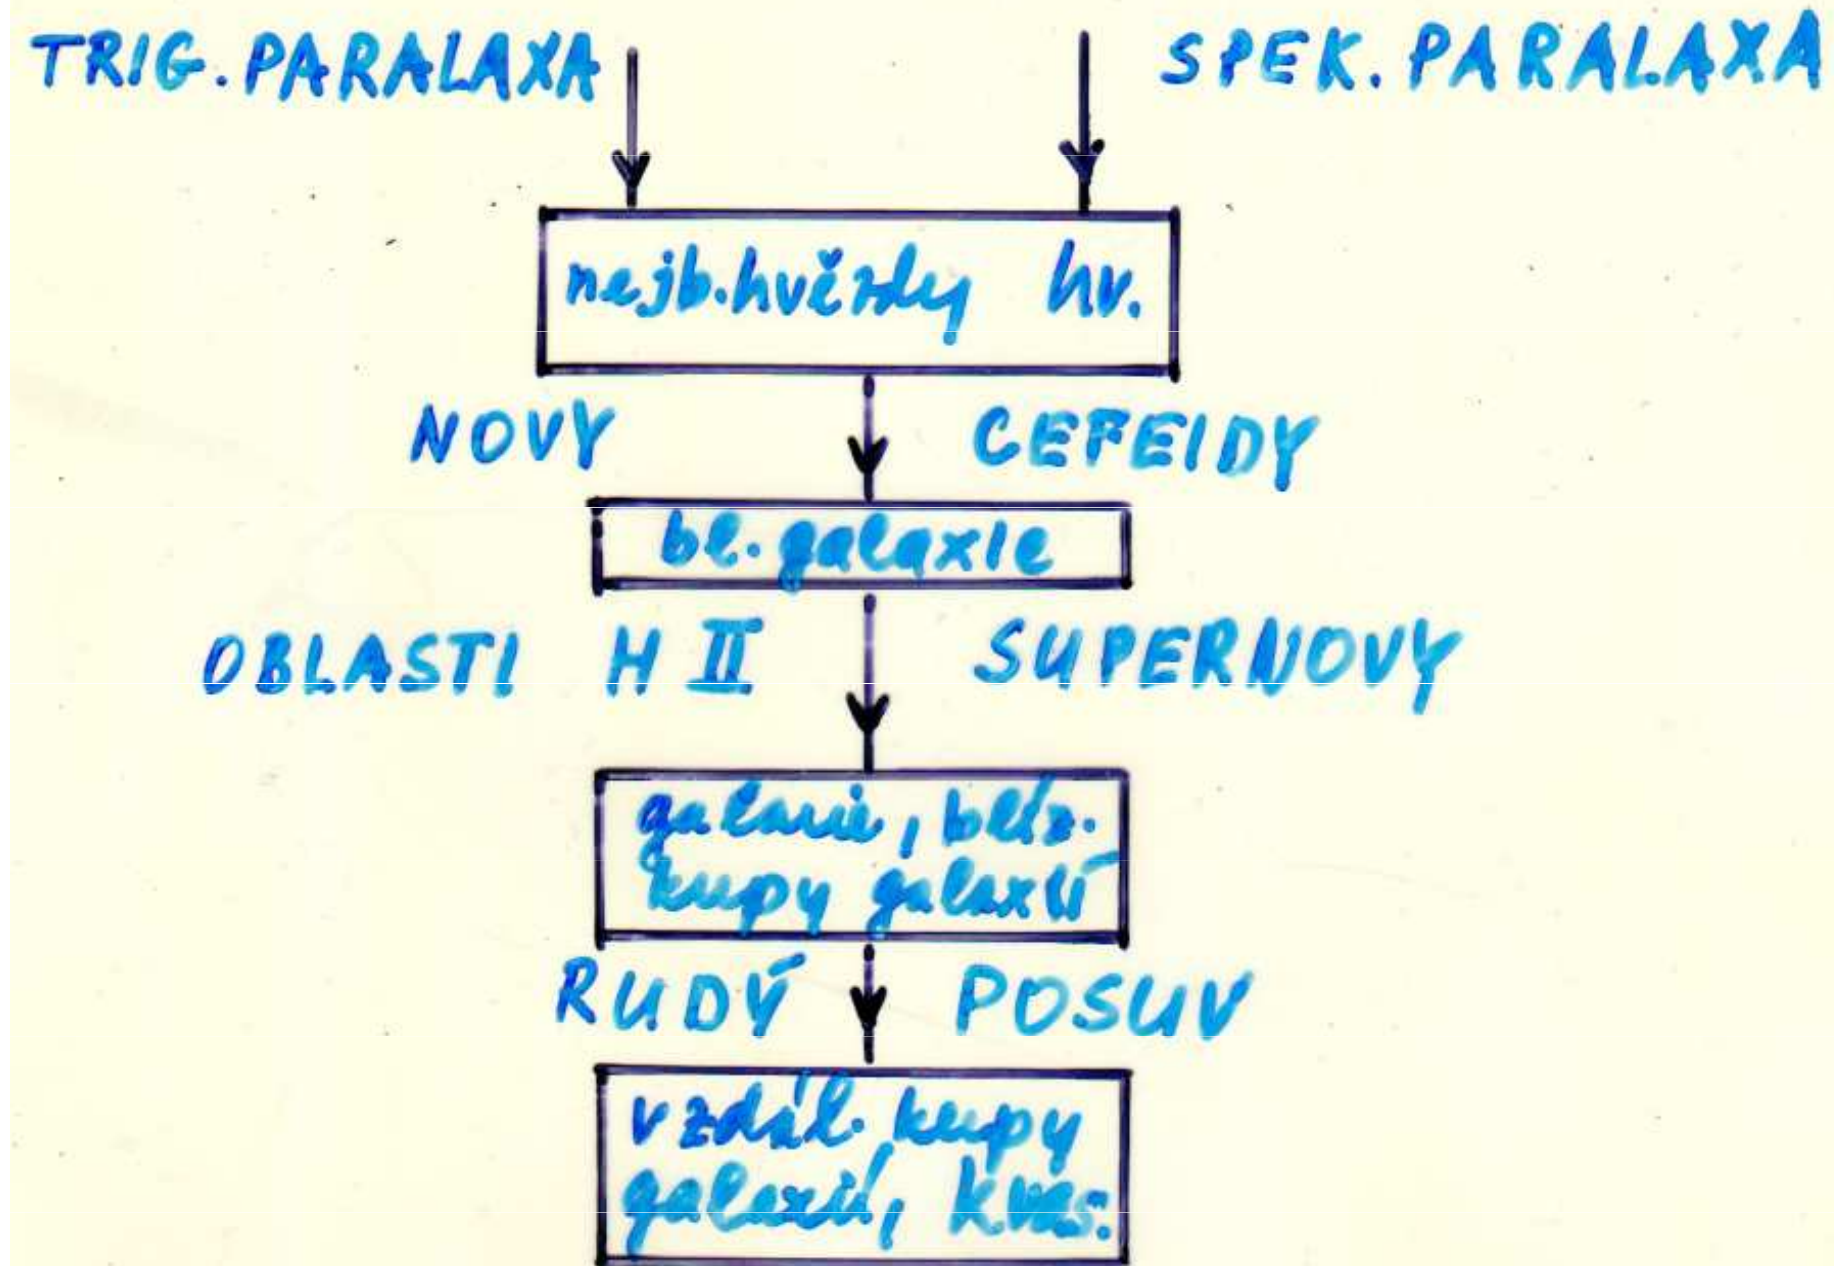 TRIG. PARALAXA SPEK. PARALAXA
nejb. hvězdy hv.
NOVY CEFEIDY
bl. galaxie
OBLASTI H II SUPERNOVY
galaxie, blíz.
kupy galaxií
RUDÝ POSUV
vzdál. kupy
galaxií, kvas.